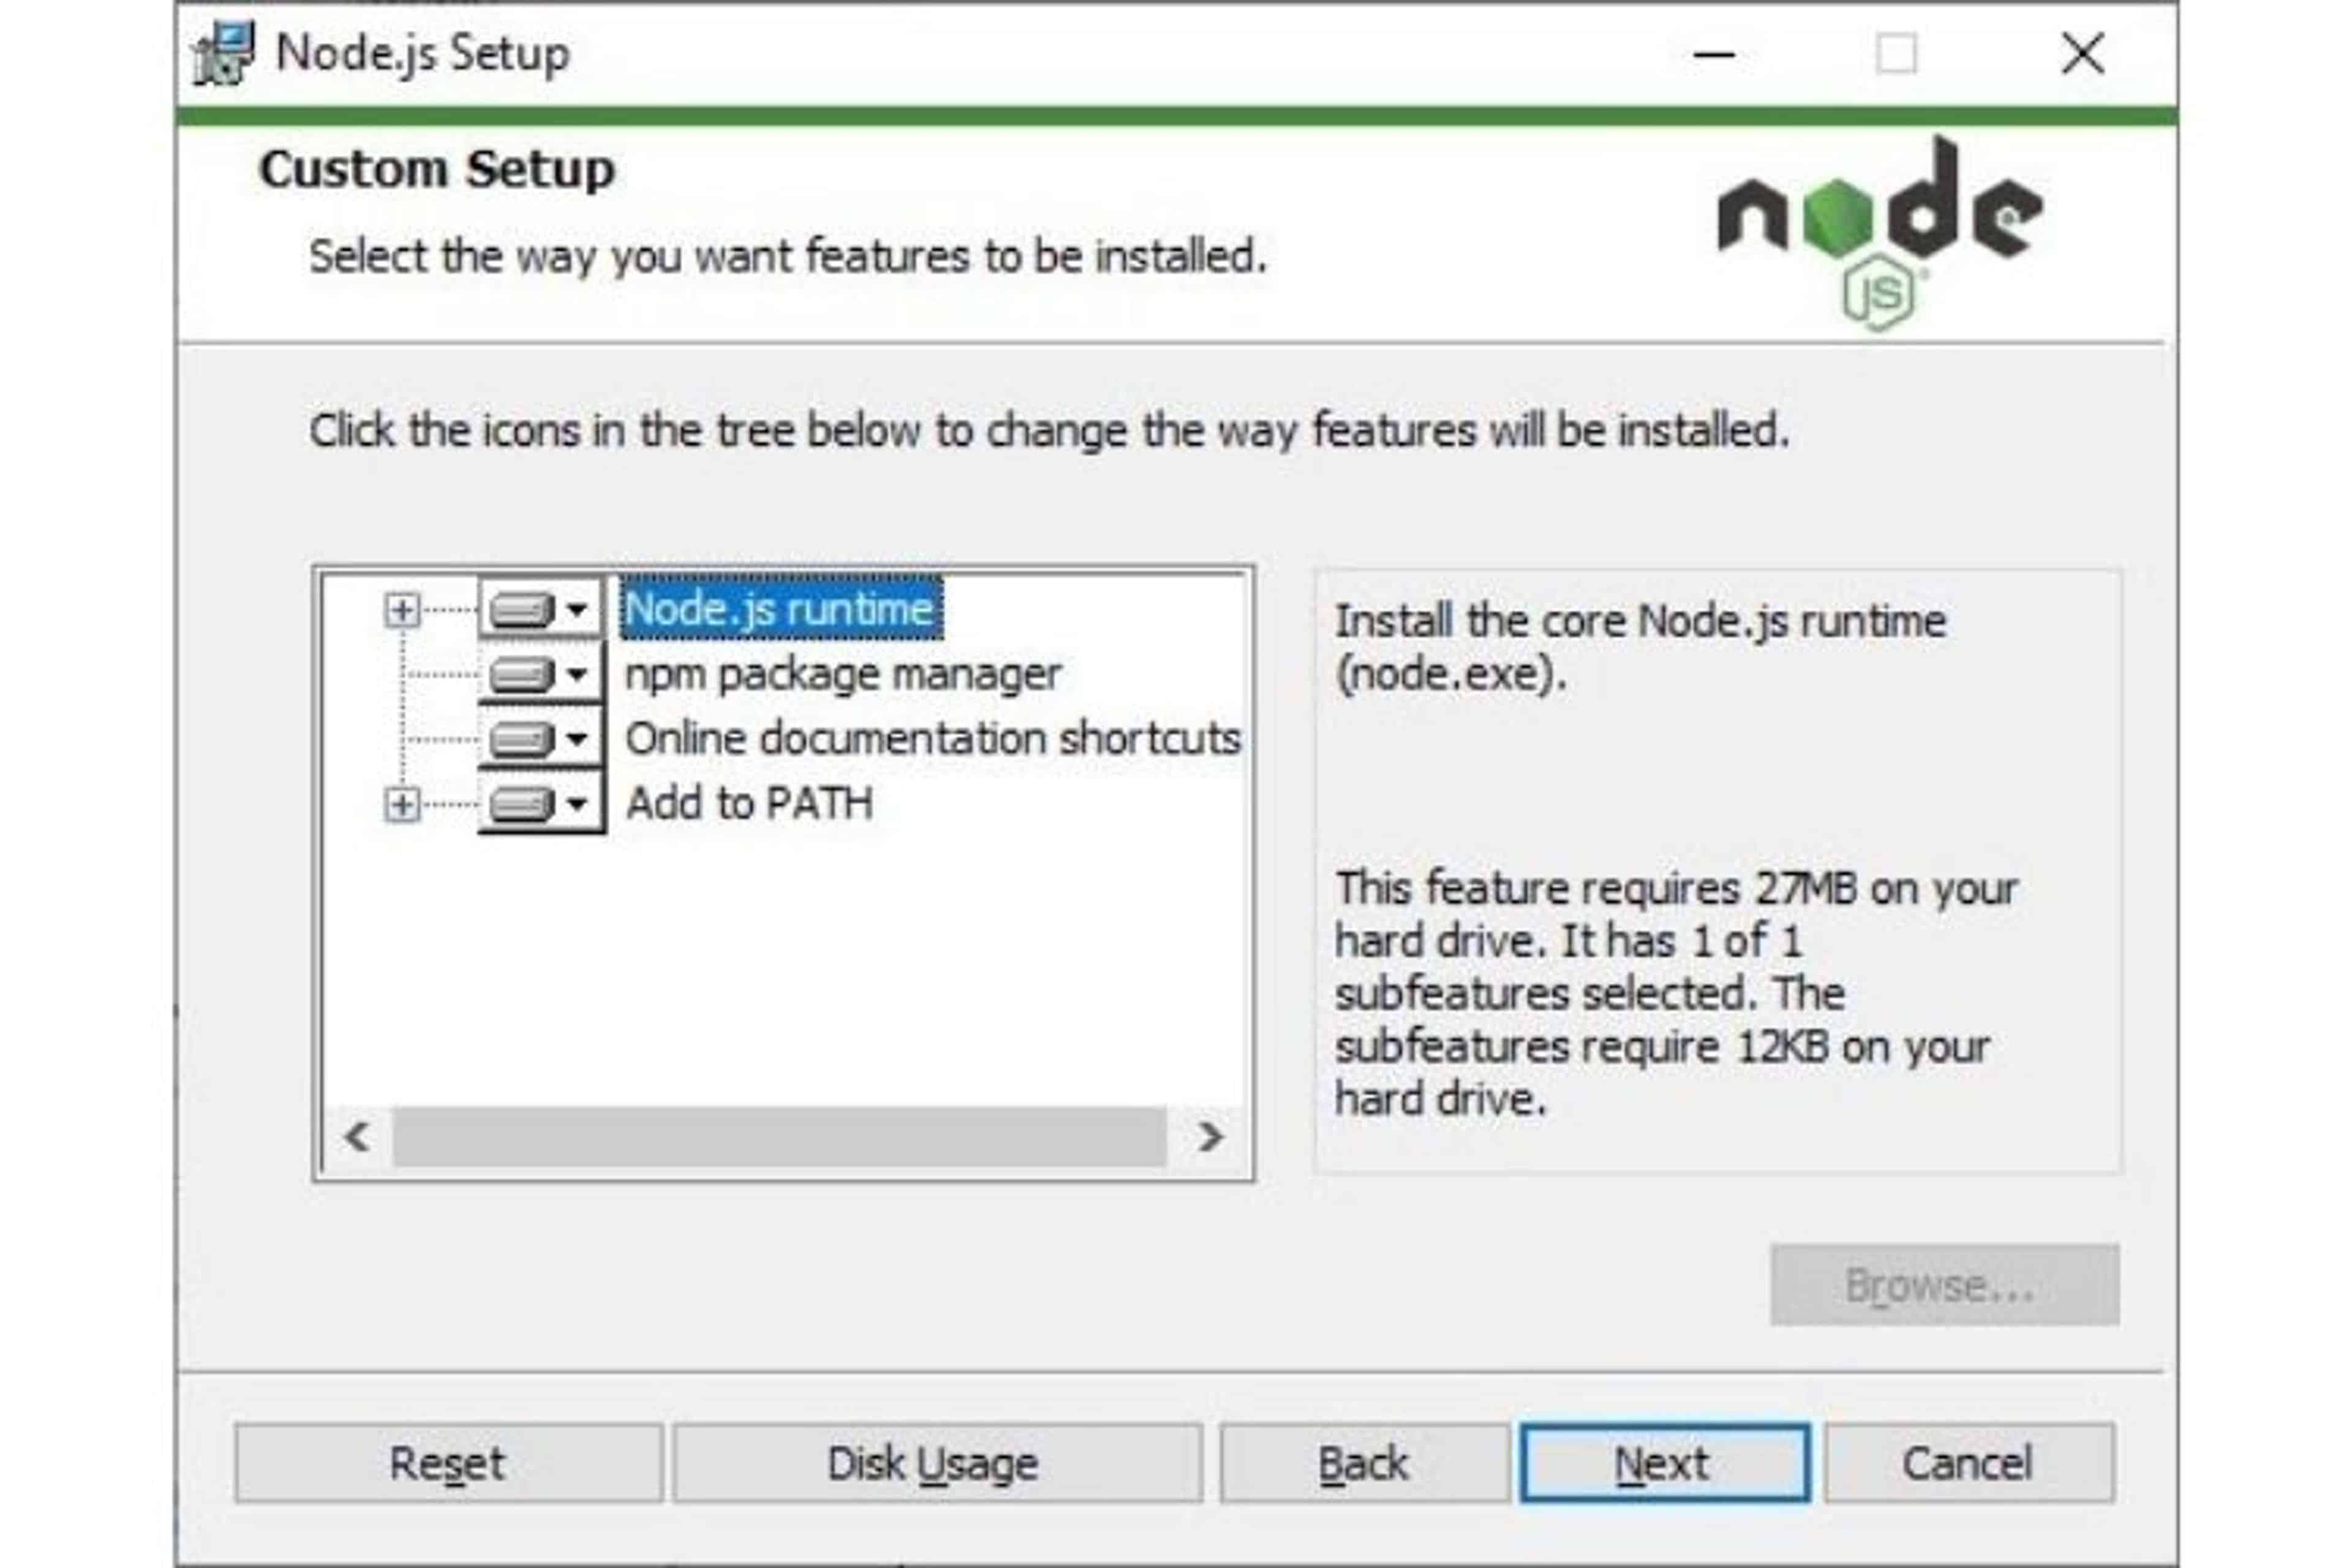 Node.js Setup
Custom Setup
Select the way you want features to be installed.
node
JS
Click the icons in the tree below to change the way features will be installed.
Node.js runtime
npm package manager
Online documentation shortcuts
Add to PATH
Install the core Node.js runtime
(node.exe).
This feature requires 27MB on your
hard drive. It has 1 of 1
subfeatures selected. The
subfeatures require 12KB on your
hard drive.
Browse...
Reset
Disk Usage
Back
Next
Cancel